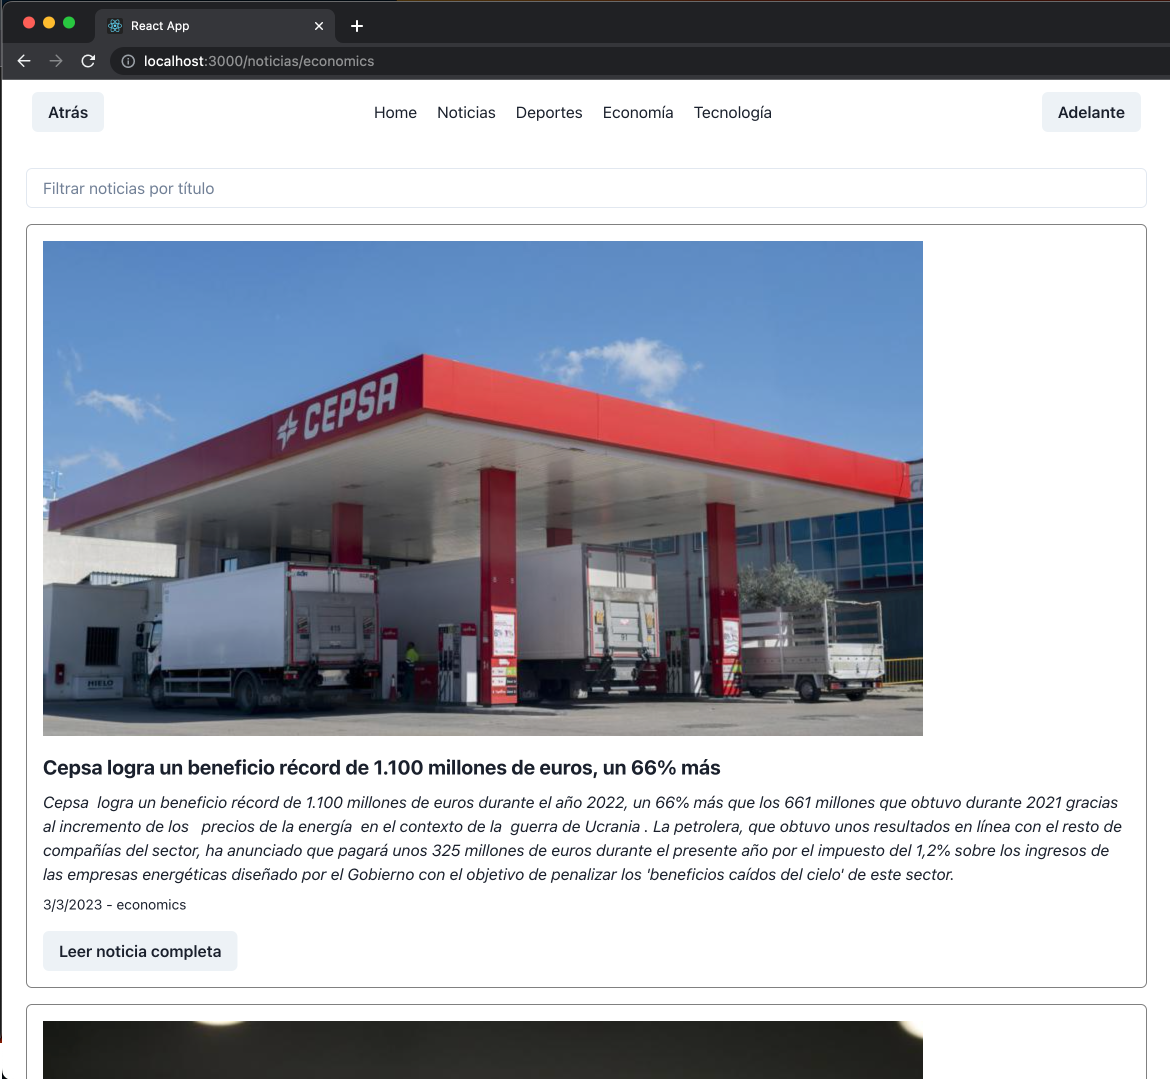 React App
localhost:3000/noticias/economics
Atrás
Home Noticias Deportes Economía Tecnología
Adelante
Filtrar noticias por título
CEPSA
MIELO
Cepsa logra un beneficio récord de 1.100 millones de euros, un 66% más
Cepsa  logra un beneficio récord de 1.100 millones de euros durante el año 2022, un 66% más que los 661 millones que obtuvo durante 2021 gracias
al incremento de los   precios de la energía  en el contexto de la  guerra de Ucrania . La petrolera, que obtuvo unos resultados en línea con el resto de
compañías del sector, ha anunciado que pagará unos 325 millones de euros durante el presente año por el impuesto del 1,2% sobre los ingresos de
las empresas energéticas diseñado por el Gobierno con el objetivo de penalizar los 'beneficios caídos del cielo' de este sector.
3/3/2023 - economics
Leer noticia completa